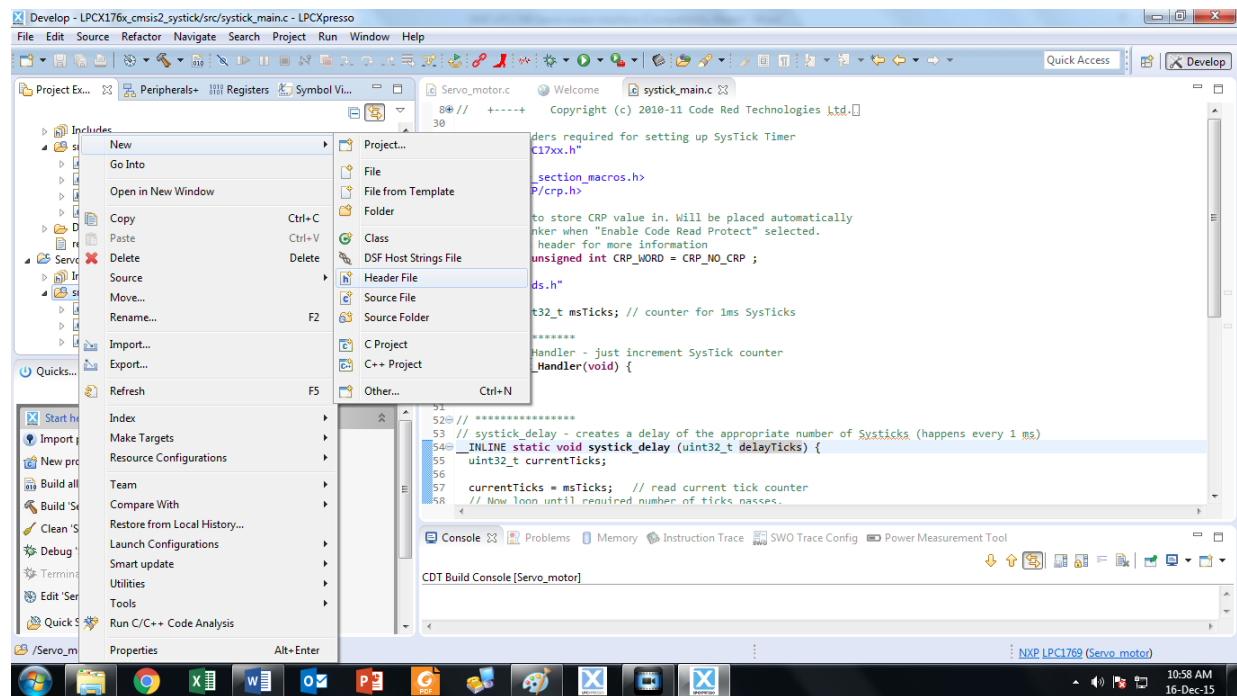 Develop - LPCX176x_cmsis2_systick/src/systick_main.c - LPCXpresso
File Edit Source Refactor Navigate Search Project Run Window Help
Quick Access
Develop
Project Ex...
Peripherals+
Registers
Symbol Vi...
Includes
Servo
New
Go Into
Open in New Window
Copy Ctrl+C
Paste Ctrl+V
Delete Delete
Source
Move...
Rename... F2
Import...
Export...
Refresh F5
Index
Make Targets
Resource Configurations
Team
Compare With
Restore from Local History...
Launch Configurations
Smart update
Utilities
Tools
Run C/C++ Code Analysis
Properties Alt+Enter
Project...
File
File from Template
Folder
Class
DSF Host Strings File
Header File
Source File
Source Folder
C Project
C++ Project
Other... Ctrl+N
Quicks...
Start he
Import p
New pro
Build all
Build 'Se
Clean 'S
Debug '
Termina
Edit 'Ser
Quick S
/Servo_m
Servo_motor.c
Welcome
systick_main.c
8 // +----+ Copyright (c) 2010-11 Code Red Technologies Ltd.
30
ders required for setting up SysTick Timer
C17xx.h"
_section_macros.h>
P/crp.h>
to store CRP value in. Will be placed automatically
nker when "Enable Code Read Protect" selected.
header for more information
unsigned int CRP_WORD = CRP_NO_CRP ;
ds.h"
t32_t msTicks; // counter for 1ms SysTicks
*******
Handler - just increment SysTick counter
_Handler(void) {
51
52 // ****************
53 // systick_delay - creates a delay of the appropriate number of Systicks (happens every 1 ms)
54 __INLINE static void systick_delay (uint32_t delayTicks) {
55 uint32_t currentTicks;
56
57 currentTicks = msTicks; // read current tick counter
58 // Now loop until required number of ticks passes.
Console
Problems
Memory
Instruction Trace
SWO Trace Config
Power Measurement Tool
CDT Build Console [Servo_motor]
NXP LPC1769 (Servo_motor)
10:58 AM
16-Dec-15